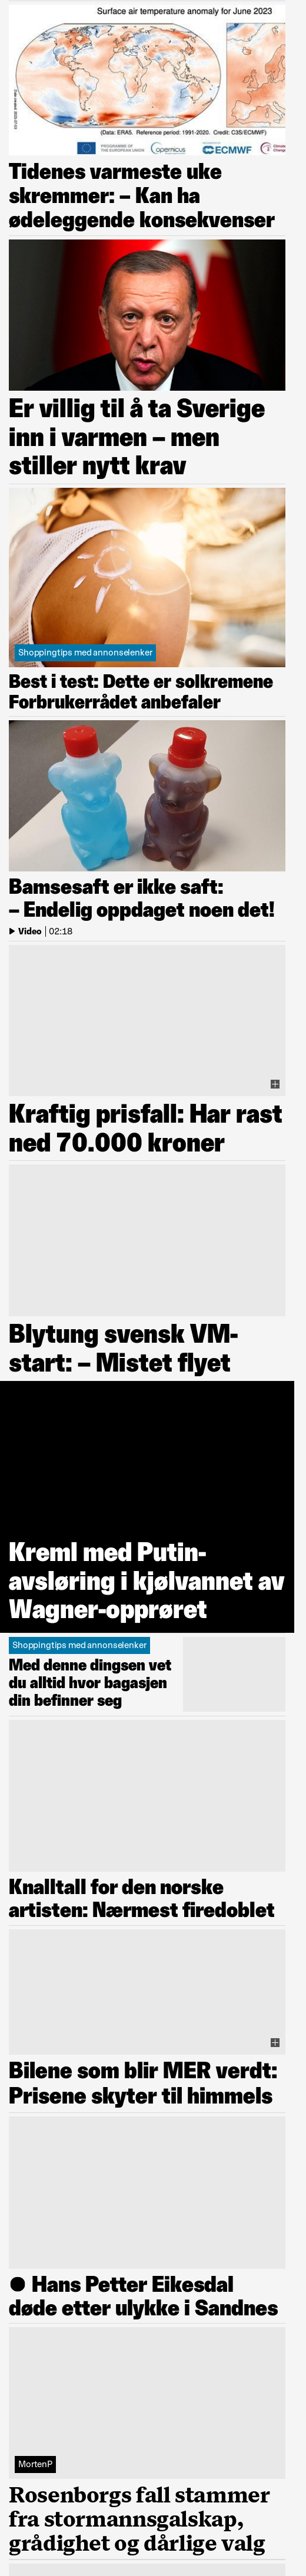 Surface air temperature anomaly for June 2023
(Data: ERA5. Reference period: 1991-2020. Credit: C3S/ECMWF)
PROGRAMME OF THE EUROPEAN UNION
Copernicus
ECMWF
Tidenes varmeste uke
skremmer: – Kan ha
ødeleggende konsekvenser
Er villig til å ta Sverige
inn i varmen – men
stiller nytt krav
Shoppingtips med annonselenker
Best i test: Dette er solkremene
Forbrukerrådet anbefaler
Bamsesaft er ikke saft:
– Endelig oppdaget noen det!
Video | 02:18
Kraftig prisfall: Har rast
ned 70.000 kroner
Blytung svensk VM-
start: – Mistet flyet
Kreml med Putin-
avsløring i kjølvannet av
Wagner-opprøret
Shoppingtips med annonselenker
Med denne dingsen vet
du alltid hvor bagasjen
din befinner seg
Knalltall for den norske
artisten: Nærmest firedoblet
Bilene som blir MER verdt:
Prisene skyter til himmels
Hans Petter Eikesdal
døde etter ulykke i Sandnes
MortenP
Rosenborgs fall stammer
fra stormannsgalskap,
grådighet og dårlige valg